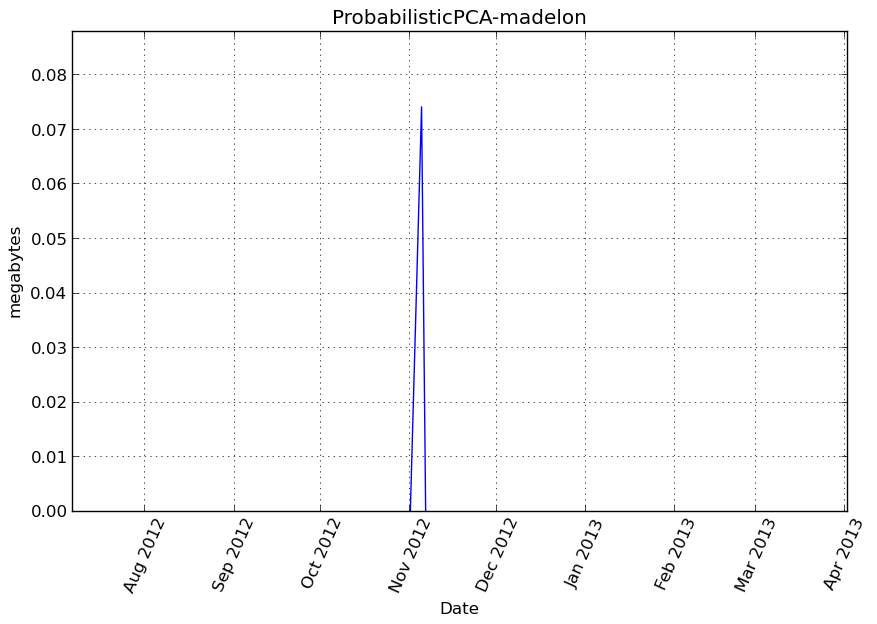 ProbabilisticPCA-madelon
0.08
0.07
0.06
0.05
0.04
0.03
0.02
0.01
0.00
megabytes
Aug 2012
Sep 2012
Oct 2012
Nov 2012
Dec 2012
Jan 2013
Feb 2013
Mar 2013
Apr 2013
Date